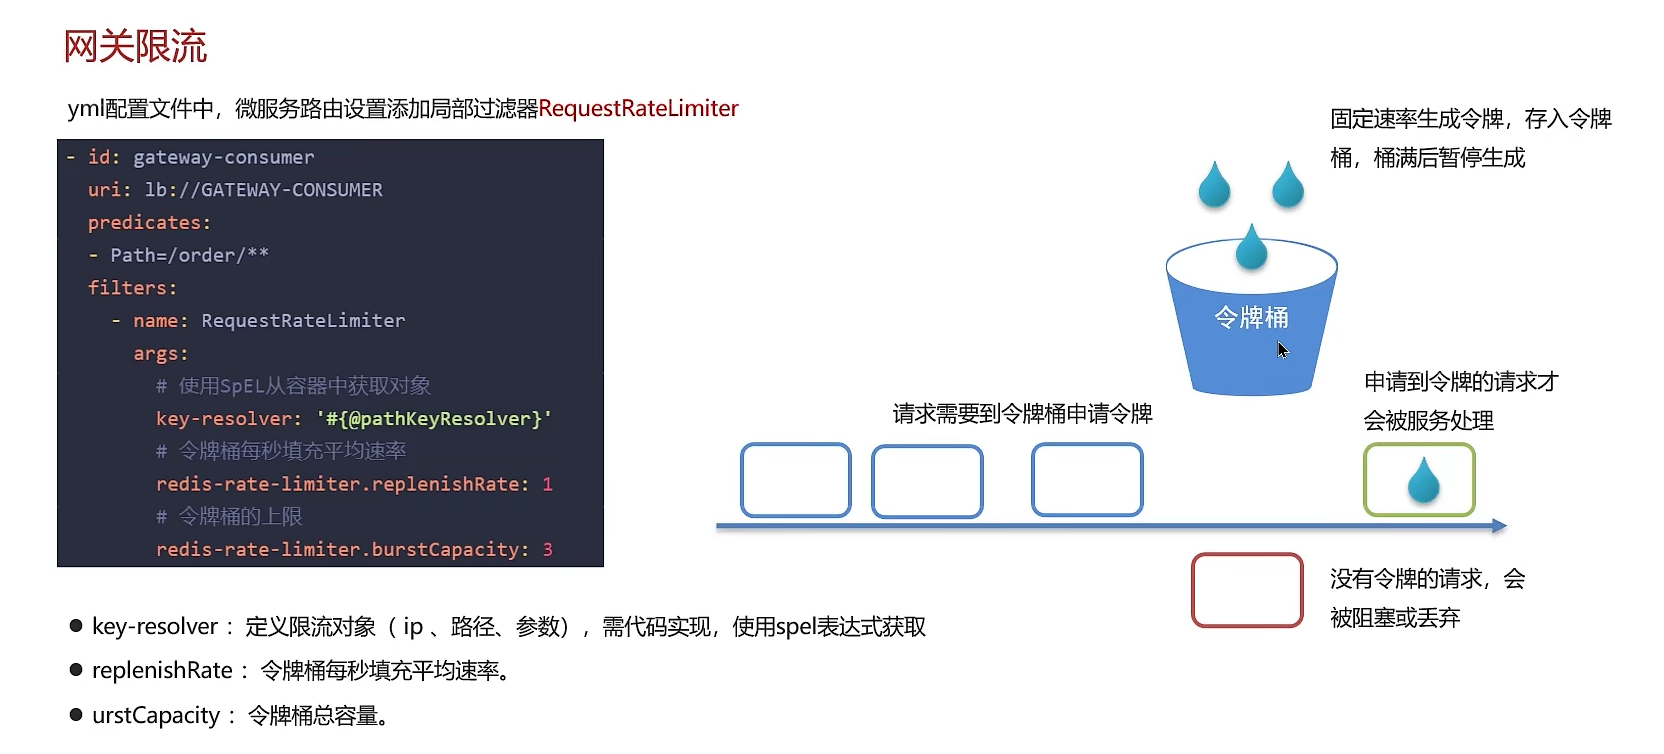 网关限流
yml配置文件中，微服务路由设置添加局部过滤器RequestRateLimiter
- id: gateway-consumer
uri: lb://GATEWAY-CONSUMER
predicates:
- Path=/order/**
filters:
- name: RequestRateLimiter
args:
# 使用SpEL从容器中获取对象
key-resolver: '#{@pathKeyResolver}'
# 令牌桶每秒填充平均速率
redis-rate-limiter.replenishRate: 1
# 令牌桶的上限
redis-rate-limiter.burstCapacity: 3
● key-resolver ：定义限流对象（ ip 、路径、参数），需代码实现，使用spel表达式获取
● replenishRate ：令牌桶每秒填充平均速率。
● urstCapacity ：令牌桶总容量。
固定速率生成令牌，存入令牌
桶，桶满后暂停生成
令牌桶
请求需要到令牌桶申请令牌
申请到令牌的请求才
会被服务处理
没有令牌的请求，会
被阻塞或丢弃